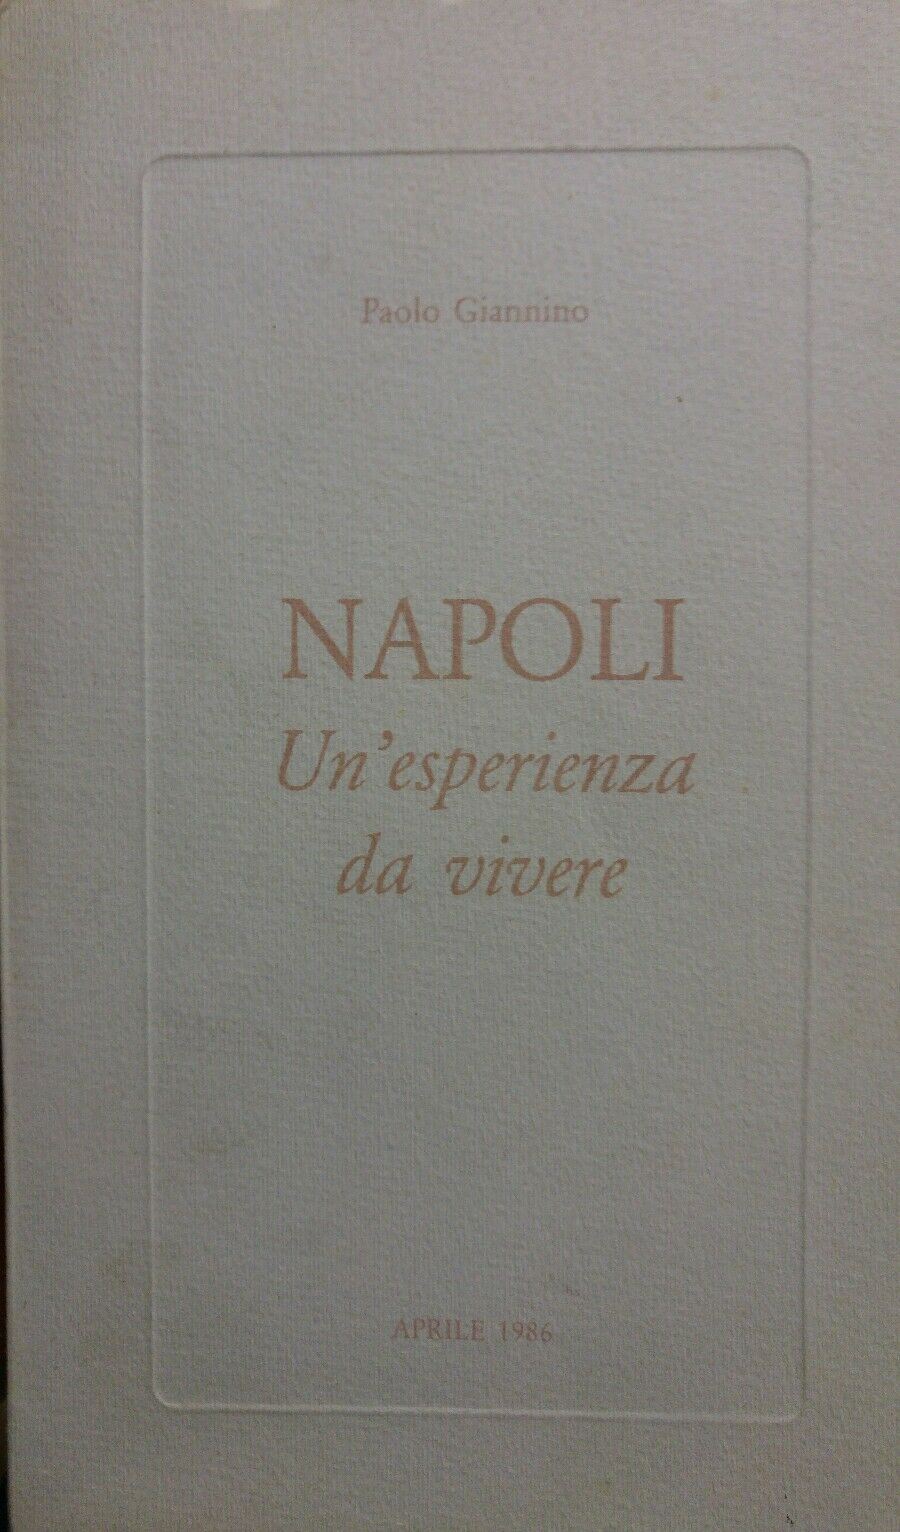 Paolo Giannino
NAPOLI
Un'esperienza
da vivere
APRILE 1986